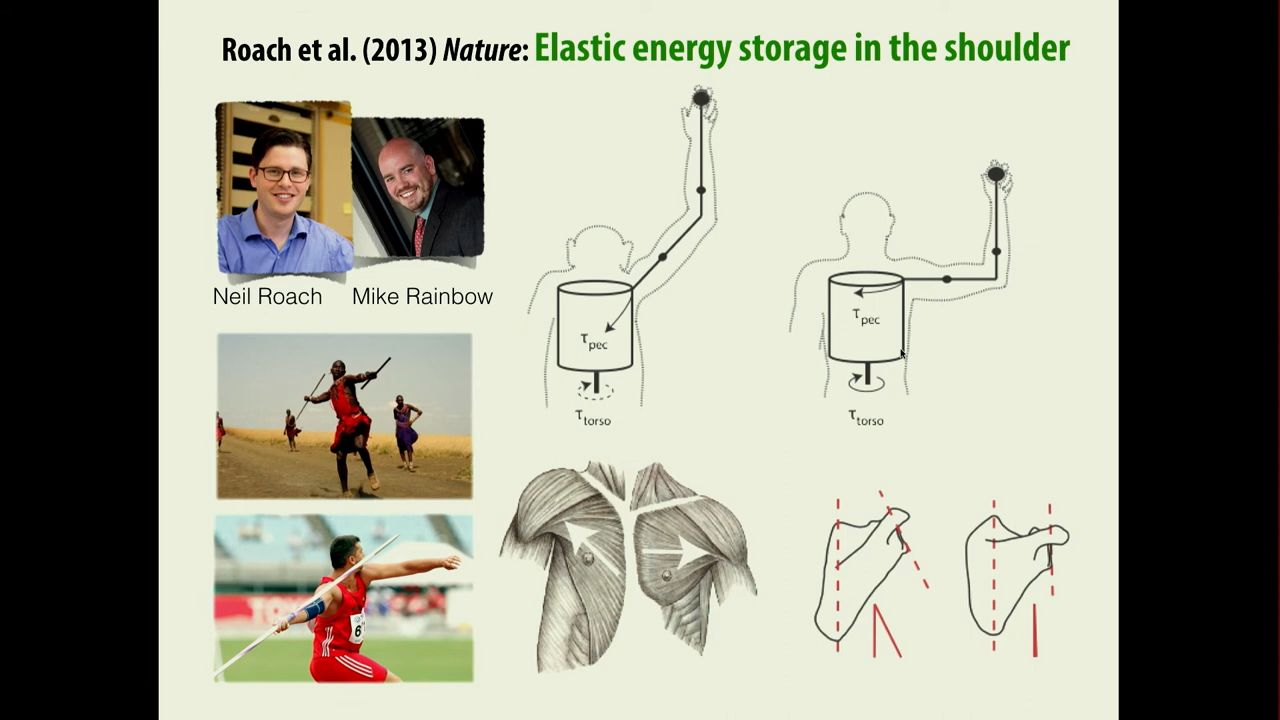 Roach et al. (2013) Nature: Elastic energy storage in the shoulder
Neil Roach
Mike Rainbow
τpec
τtorso
τpec
τtorso
6